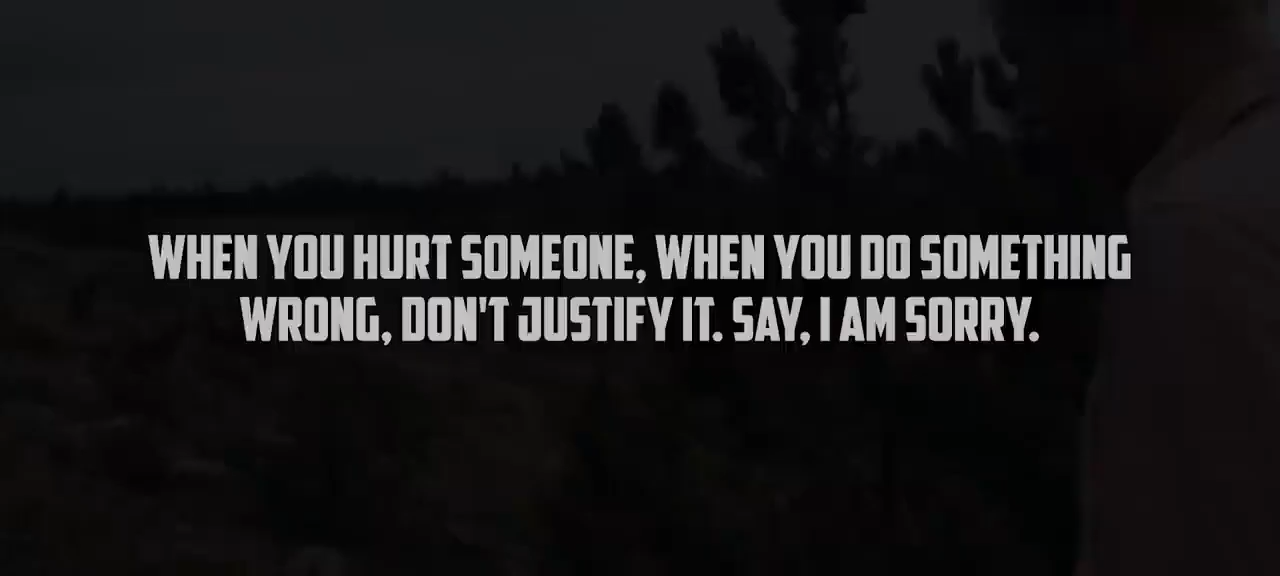 WHEN YOU HURT SOMEONE, WHEN YOU DO SOMETHING
WRONG, DON'T JUSTIFY IT. SAY, I AM SORRY.